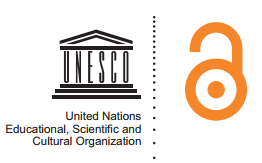 UNESCO
United Nations
Educational, Scientific and
Cultural Organization